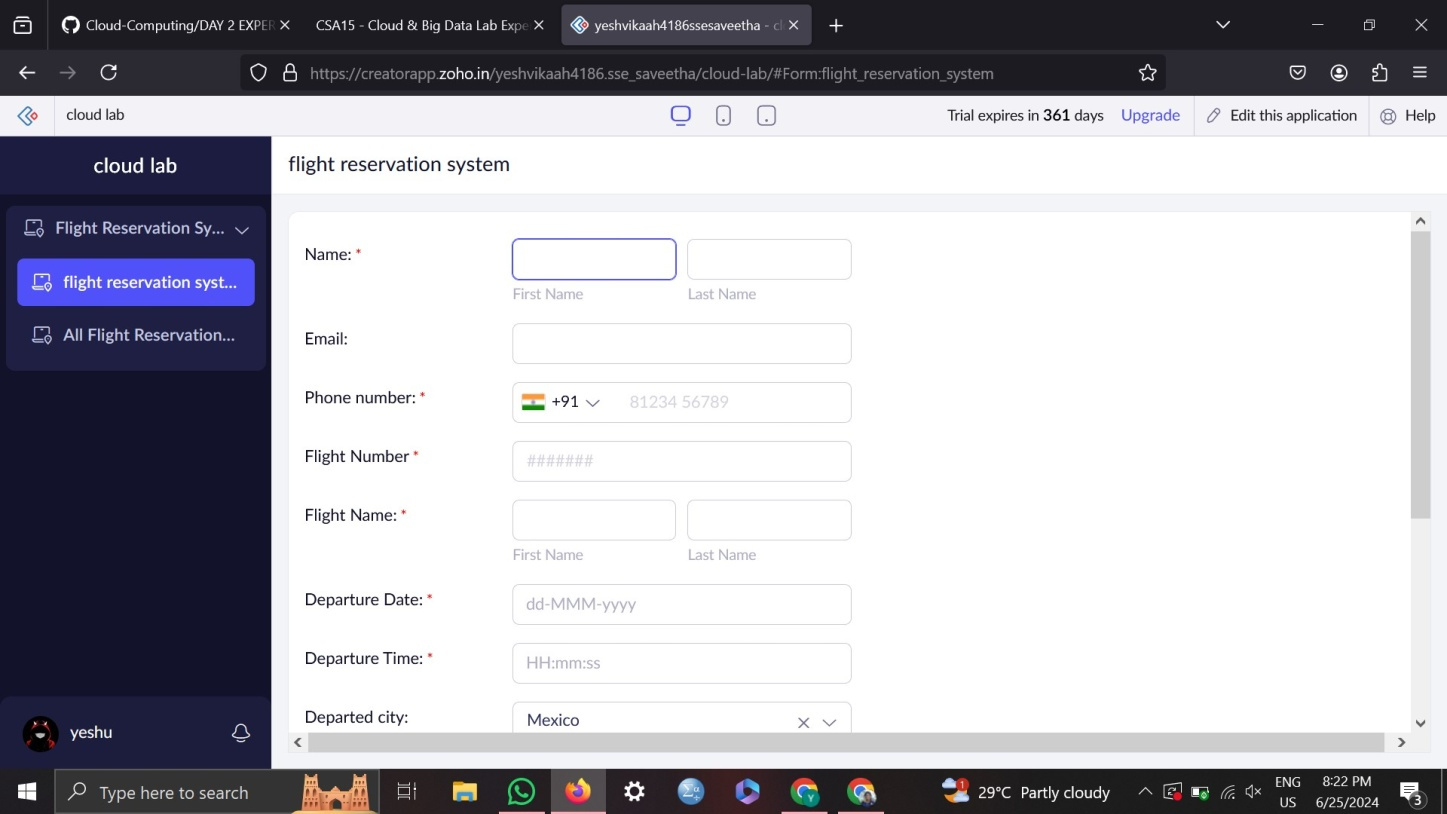 Cloud-Computing/DAY 2 EXPER
CSA15 - Cloud & Big Data Lab Expe
yeshvikaah4186ssesaveetha - cl
https://creatorapp.zoho.in/yeshvikaah4186.sse_saveetha/cloud-lab/#Form:flight_reservation_system
cloud lab
Trial expires in 361 days
Upgrade
Edit this application
Help
cloud lab
flight reservation system
Flight Reservation Sy...
flight reservation syst...
All Flight Reservation...
Name: *
First Name
Last Name
Email:
Phone number: *
+91
81234 56789
Flight Number *
#######
Flight Name: *
First Name
Last Name
Departure Date: *
dd-MMM-yyyy
Departure Time: *
HH:mm:ss
Departed city:
Mexico
yeshu
Type here to search
Y
1
29°C Partly cloudy
ENG
US
8:22 PM
6/25/2024
3